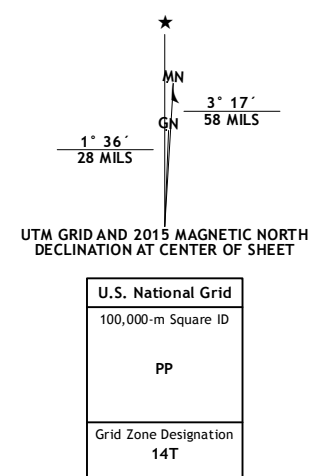 ★
MN
3° 17´
58 MILS
GN
1° 36´
28 MILS
UTM GRID AND 2015 MAGNETIC NORTH
DECLINATION AT CENTER OF SHEET
U.S. National Grid
100,000-m Square ID
PP
Grid Zone Designation
14T